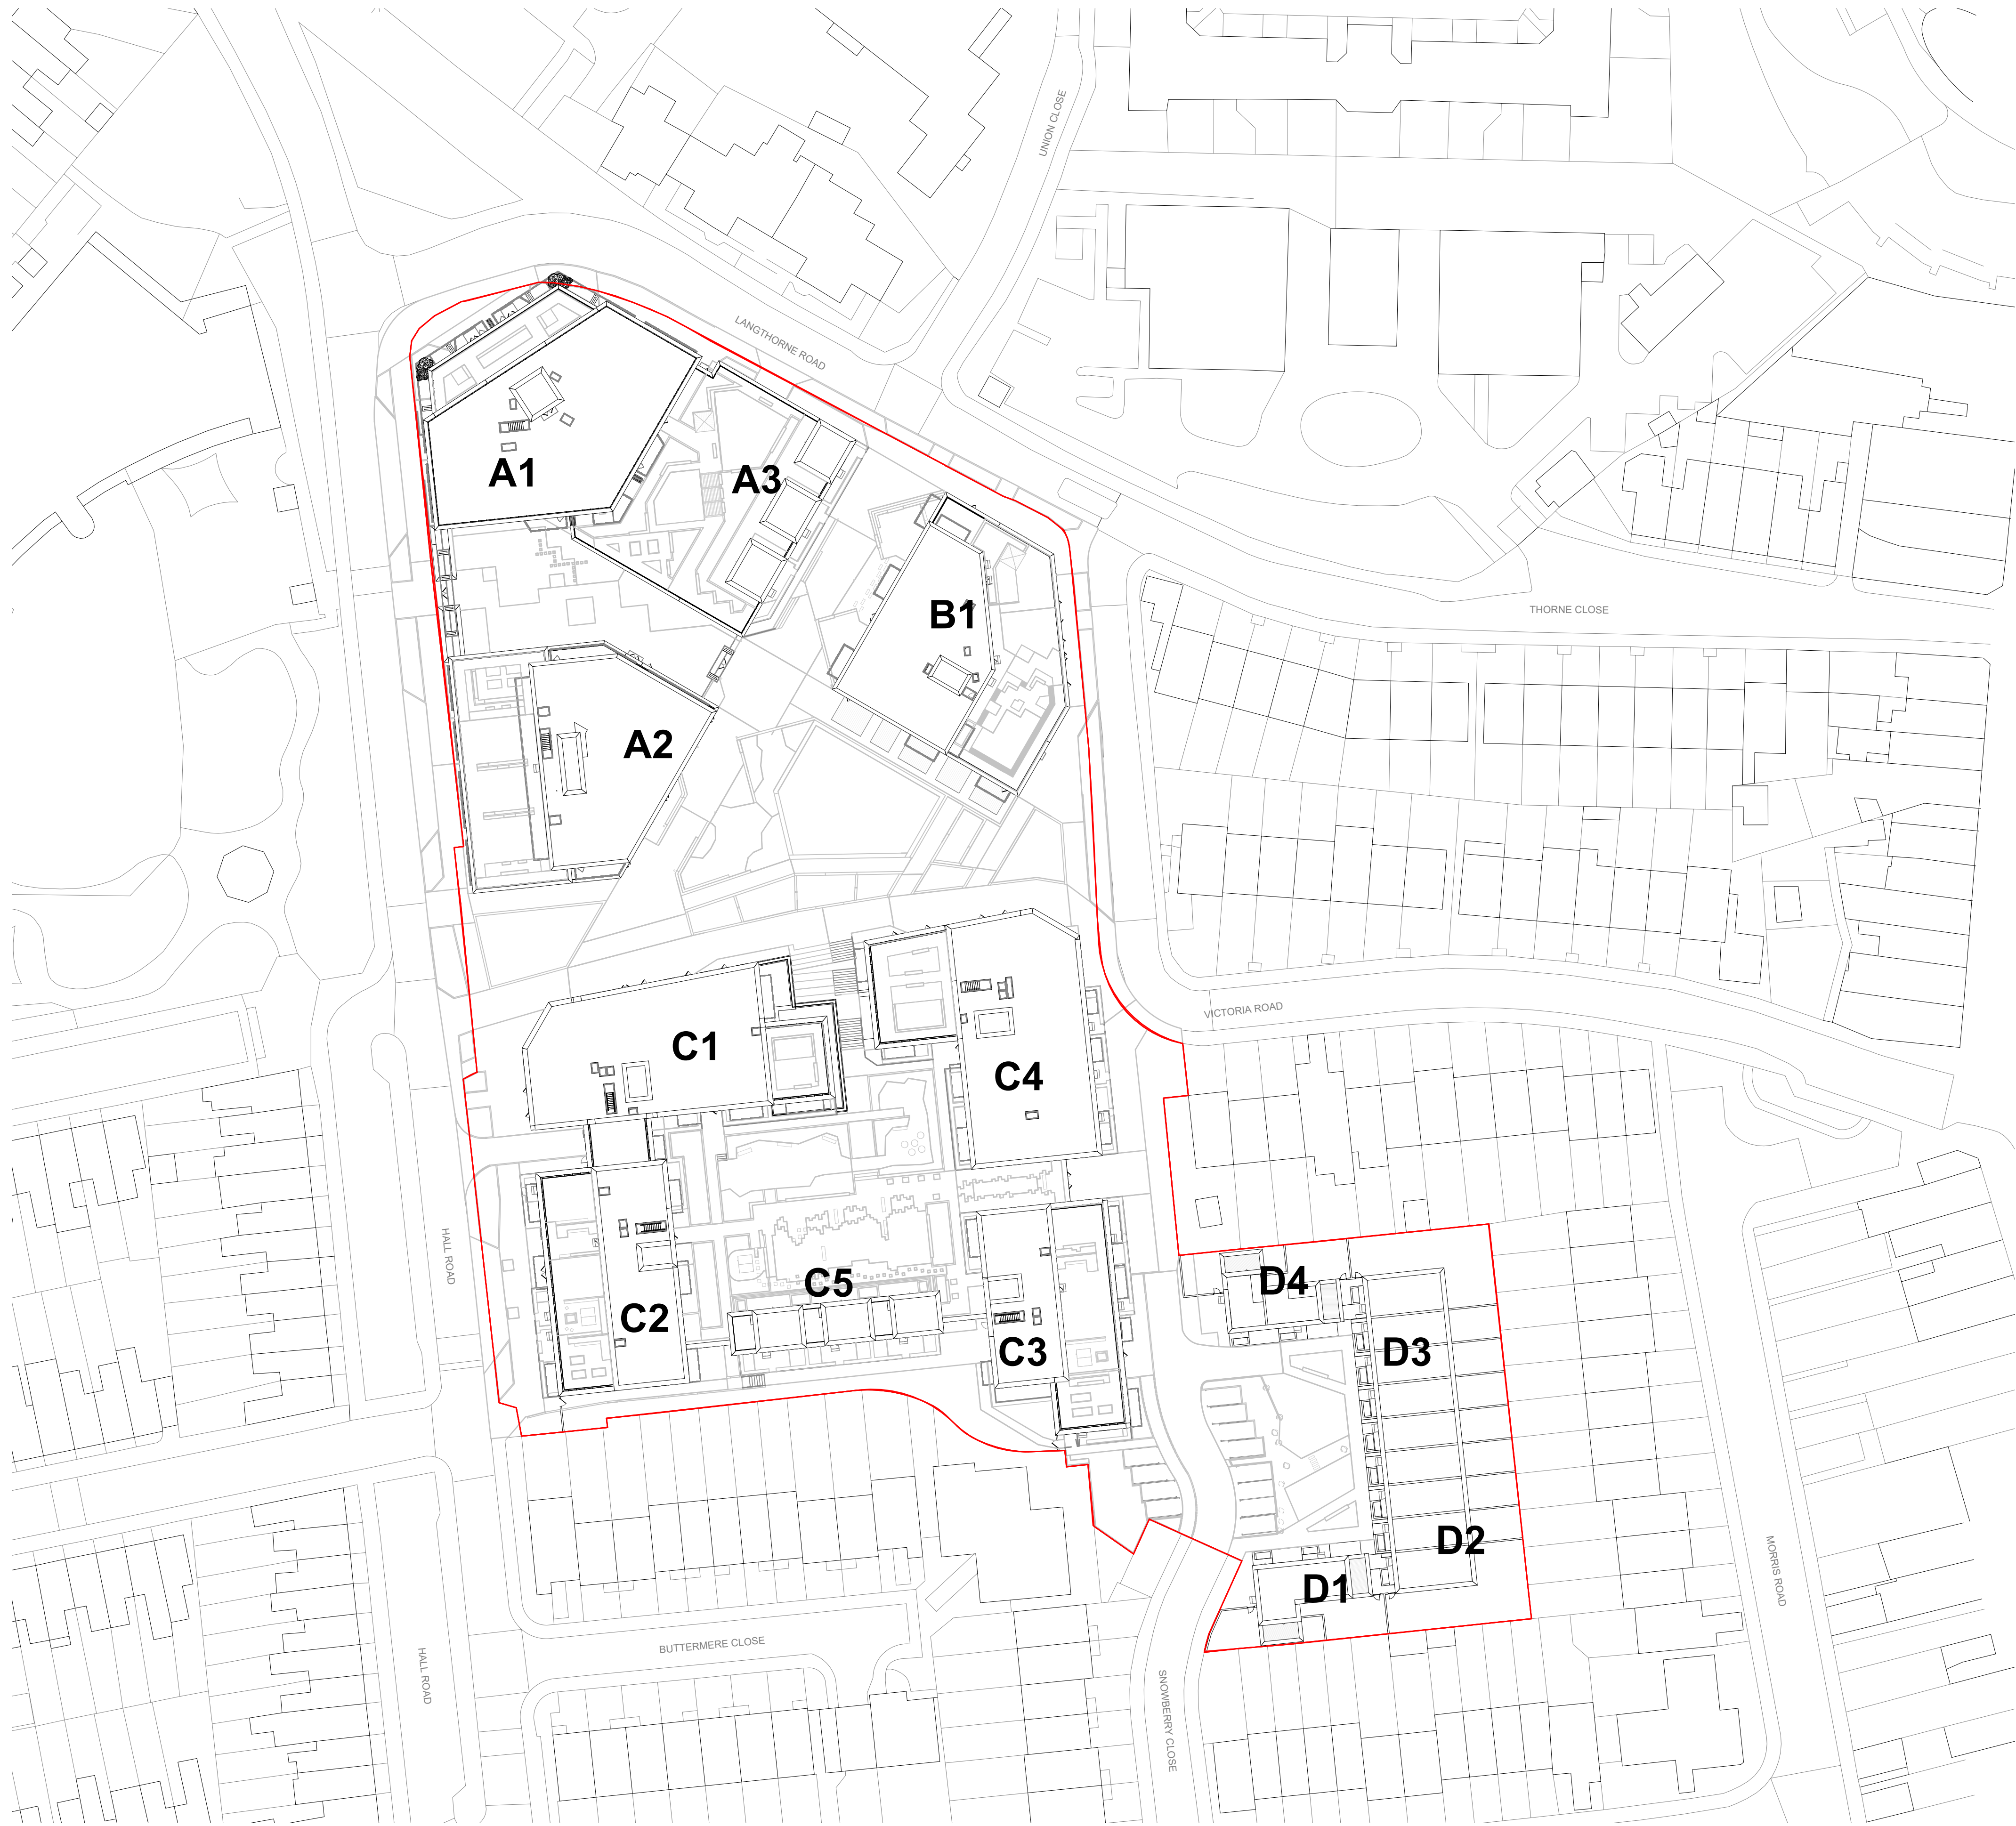 UNION CLOSE
LANGTHORNE ROAD
A1
A3
B1
THORNE CLOSE
A2
VICTORIA ROAD
C1
C4
HALL ROAD
C5
D4
C2
C3
D3
D2
D1
MORRIS ROAD
BUTTERMERE CLOSE
HALL ROAD
SNOWBERRY CLOSE